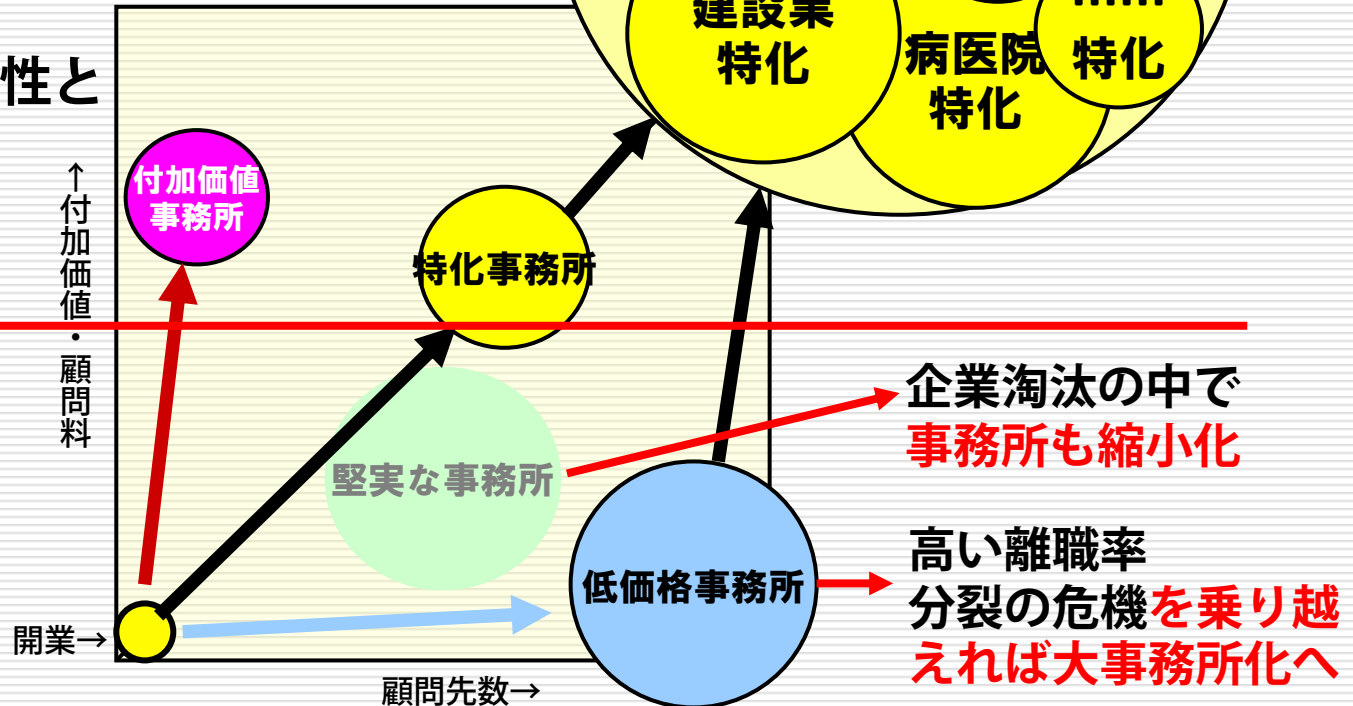 建設業
特化
病医院
特化
……
特化
性と
付加価値
事務所
↑付加価値・顧問料
特化事務所
企業淘汰の中で
事務所も縮小化
堅実な事務所
高い離職率
分裂の危機を乗り越
えれば大事務所化へ
低価格事務所
開業→
顧問先数→